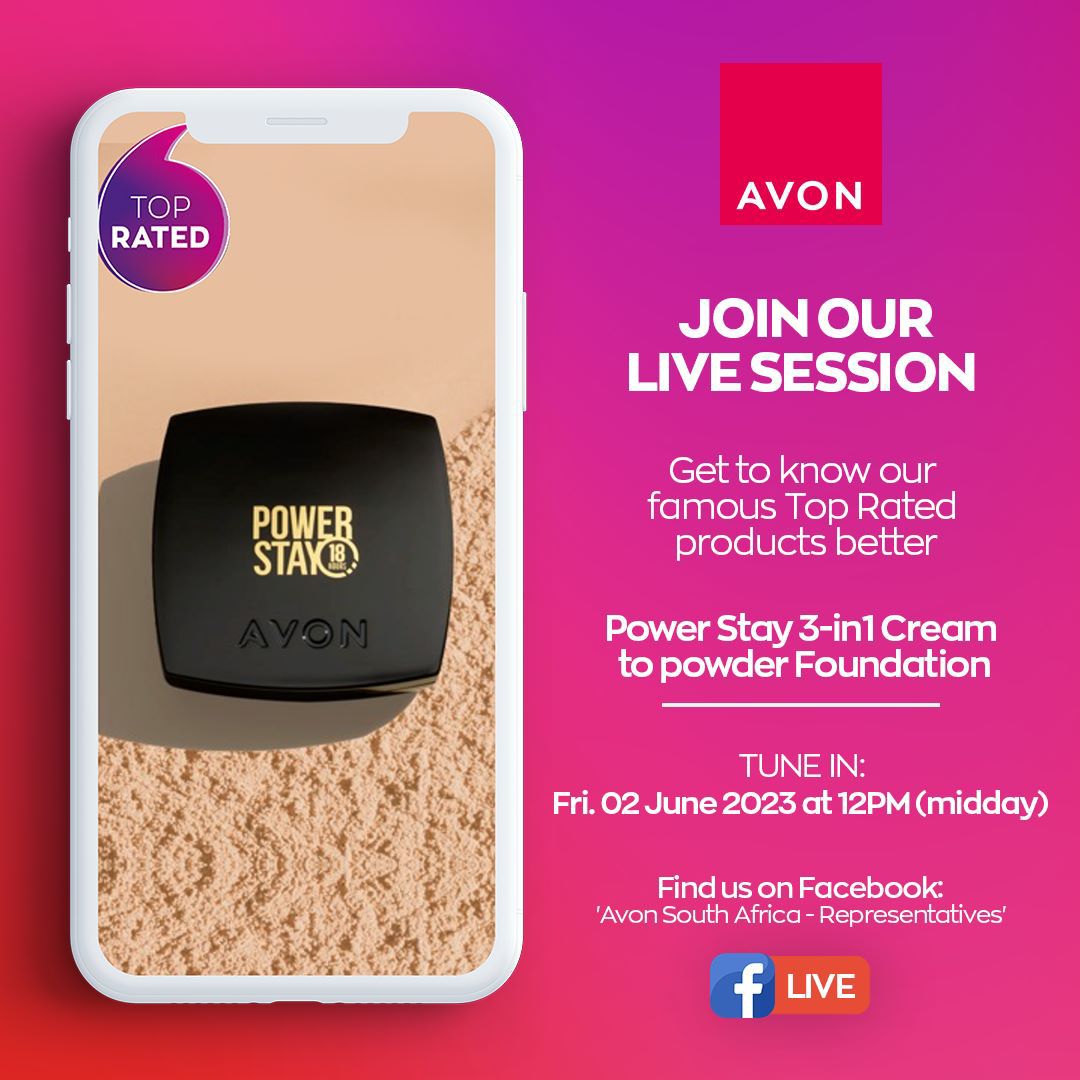 TOP
RATED
POWER
STAY 18
HOURS
AVON
AVON
JOIN OUR
LIVE SESSION
Get to know our
famous Top Rated
products better
Power Stay 3-in1 Cream
to powder Foundation
TUNE IN:
Fri. 02 June 2023 at 12PM (midday)
Find us on Facebook:
'Avon South Africa - Representatives'
f LIVE